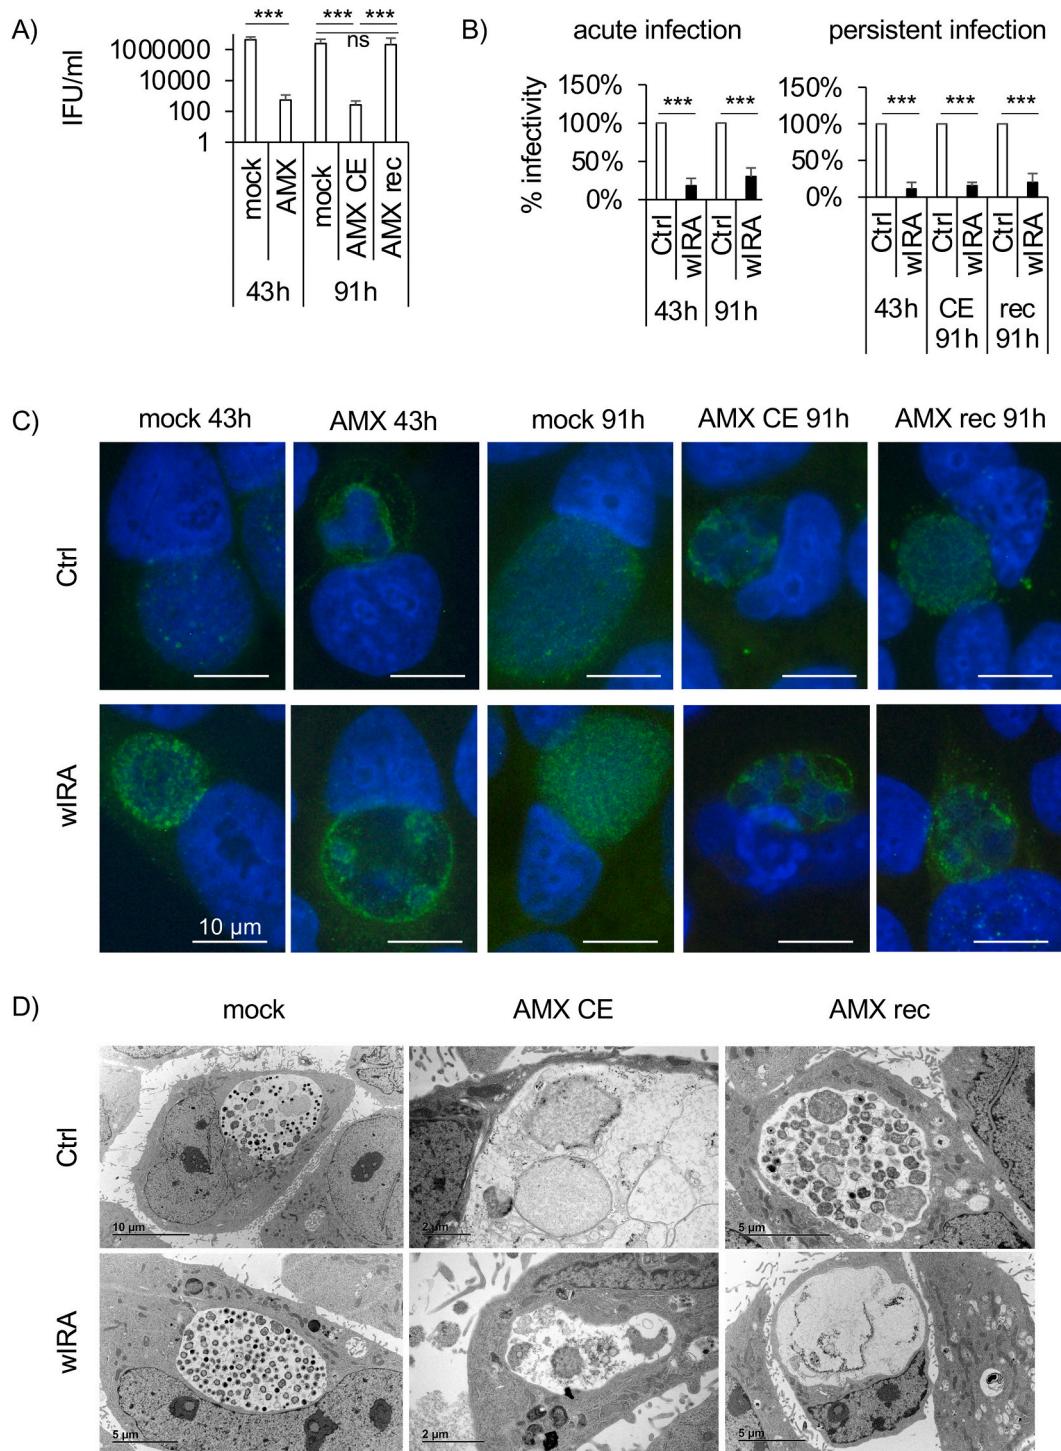 A)
*** *** ***
ns
IFU/ml
1000000
10000
100
1
mock
AMX
mock
AMX CE
AMX rec
43h
91h
B)
acute infection
% infectivity
150%
100%
50%
0%
*** ***
Ctrl
wIRA
Ctrl
wIRA
43h
91h
persistent infection
150%
100%
50%
0%
*** *** ***
Ctrl
wIRA
Ctrl
wIRA
Ctrl
wIRA
43h
CE
91h
rec
91h
C)
mock 43h
AMX 43h
mock 91h
AMX CE 91h
AMX rec 91h
Ctrl
wIRA
10 µm
D)
mock
AMX CE
AMX rec
Ctrl
10 µm
2 µm
5 µm
wIRA
5 µm
2 µm
5 µm